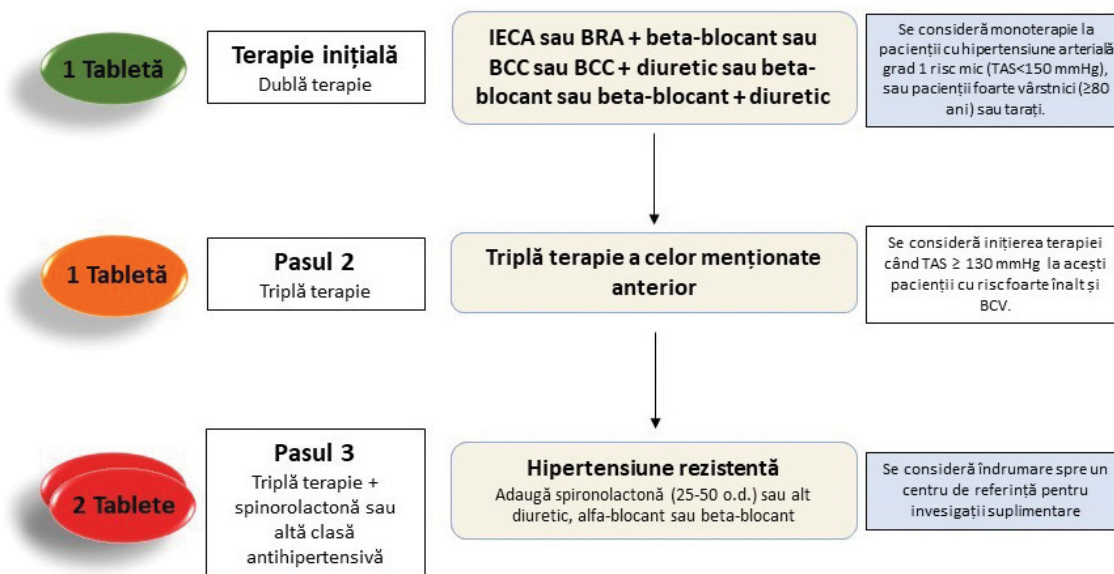 1 Tabletă
Terapie inițială
Dublă terapie
IECA sau BRA + beta-blocant sau
BCC sau BCC + diuretic sau beta-
blocant sau beta-blocant + diuretic
Se consideră monoterapie la
pacienții cu hipertensiune arterială
grad 1 risc mic (TAS<150 mmHg),
sau pacienții foarte vârstnici (≥80
ani) sau tarați.
1 Tabletă
Pasul 2
Triplă terapie
Triplă terapie a celor menționate
anterior
Se consideră inițierea terapiei
când TAS ≥ 130 mmHg la acești
pacienții cu risc foarte înalt și
BCV.
2 Tablete
Pasul 3
Triplă terapie +
spinorolactonă sau
altă clasă
antihipertensivă
Hipertensiune rezistentă
Adaugă spironolactonă (25-50 o.d.) sau alt
diuretic, alfa-blocant sau beta-blocant
Se consideră îndrumare spre un
centru de referință pentru
invesigații suplimentare